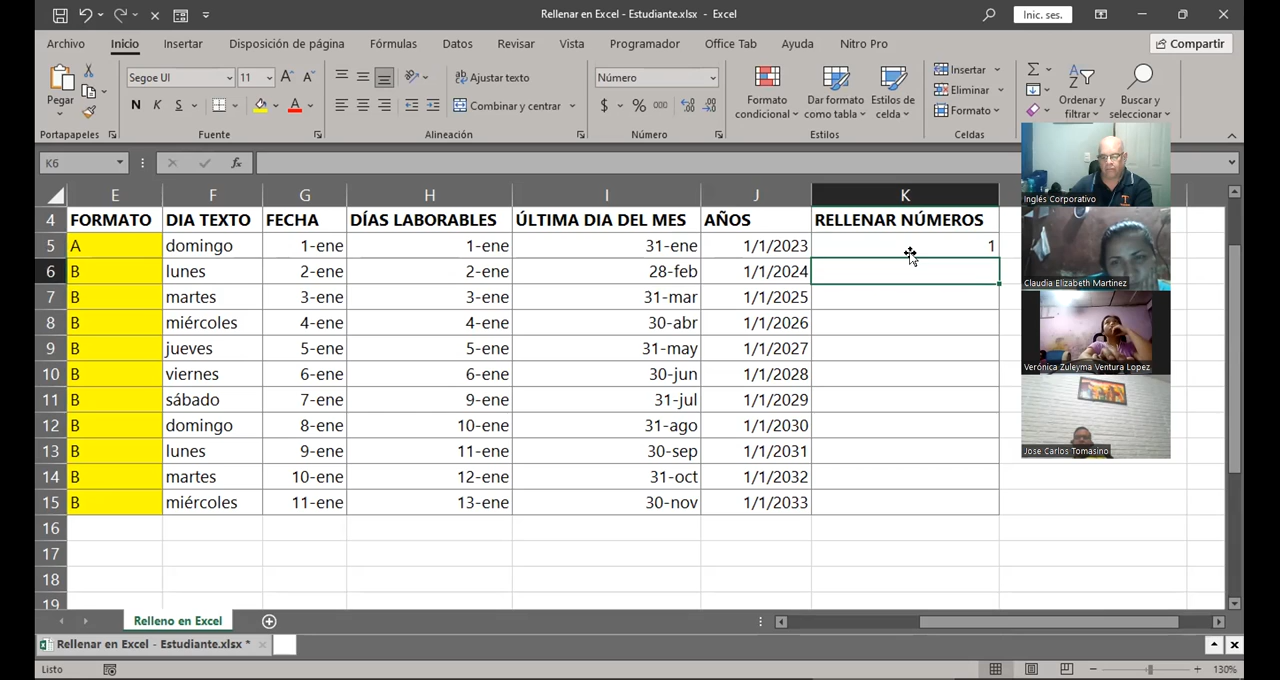 Rellenar en Excel - Estudiante.xlsx - Excel
Inic. ses.
Archivo Inicio Insertar Disposición de página Fórmulas Datos Revisar Vista Programador Office Tab Ayuda Nitro Pro Compartir
Pegar
Portapapeles
Segoe UI 11
N K S
Fuente
Ajustar texto
Combinar y centrar
Alineación
Número
$ % 000
Número
Formato condicional
Dar formato como tabla
Estilos de celda
Estilos
Insertar
Eliminar
Formato
Celdas
Ordenar y filtrar
Buscar y seleccionar
K6 fx
E F G H I J K
4 FORMATO DIA TEXTO FECHA DÍAS LABORABLES ÚLTIMA DIA DEL MES AÑOS RELLENAR NÚMEROS
5 A domingo 1-ene 1-ene 31-ene 1/1/2023 1
6 B lunes 2-ene 2-ene 28-feb 1/1/2024
7 B martes 3-ene 3-ene 31-mar 1/1/2025
8 B miércoles 4-ene 4-ene 30-abr 1/1/2026
9 B jueves 5-ene 5-ene 31-may 1/1/2027
10 B viernes 6-ene 6-ene 30-jun 1/1/2028
11 B sábado 7-ene 9-ene 31-jul 1/1/2029
12 B domingo 8-ene 10-ene 31-ago 1/1/2030
13 B lunes 9-ene 11-ene 30-sep 1/1/2031
14 B martes 10-ene 12-ene 31-oct 1/1/2032
15 B miércoles 11-ene 13-ene 30-nov 1/1/2033
16
17
18
19
Inglés Corporativo
Claudia Elizabeth Martinez
Verónica Zuleyma Ventura Lopez
Jose Carlos Tomasino
Relleno en Excel
Rellenar en Excel - Estudiante.xlsx *
Listo
130%